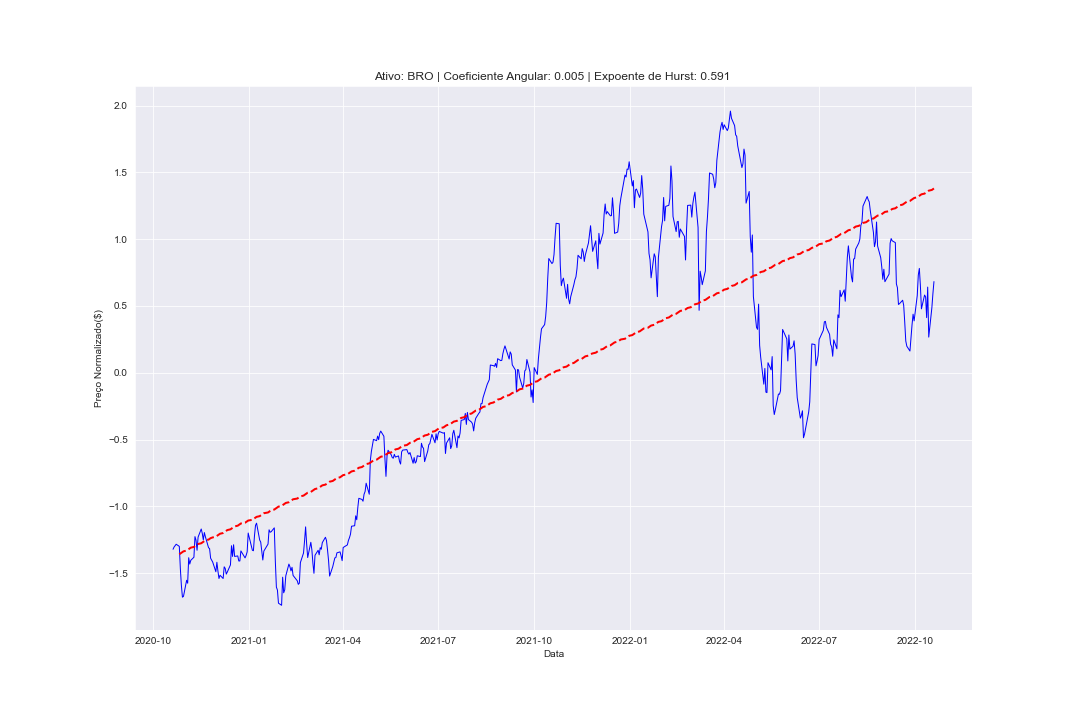 Ativo: BRO | Coeficiente Angular: 0.005 | Expoente de Hurst: 0.591
2.0
1.5
1.0
0.5
0.0
−0.5
−1.0
−1.5
Preço Normalizado($)
2020-10 2021-01 2021-04 2021-07 2021-10 2022-01 2022-04 2022-07 2022-10
Data